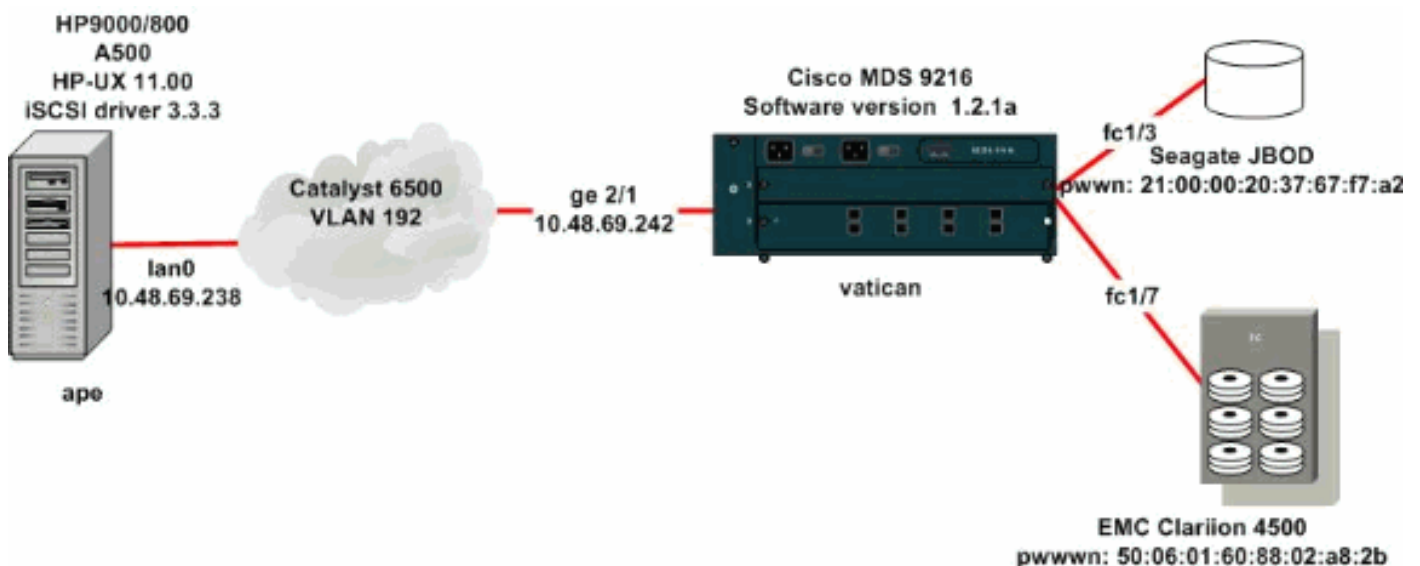 HP9000/800
A500
HP-UX 11.00
iSCSI driver 3.3.3
lan0
10.48.69.238
ape
Catalyst 6500
VLAN 192
ge 2/1
10.48.69.242
Cisco MDS 9216
Software version 1.2.1a
vatican
fc1/3
Seagate JBOD
pwwn: 21:00:00:20:37:67:f7:a2
fc1/7
EMC Clariion 4500
pwwwn: 50:06:01:60:88:02:a8:2b